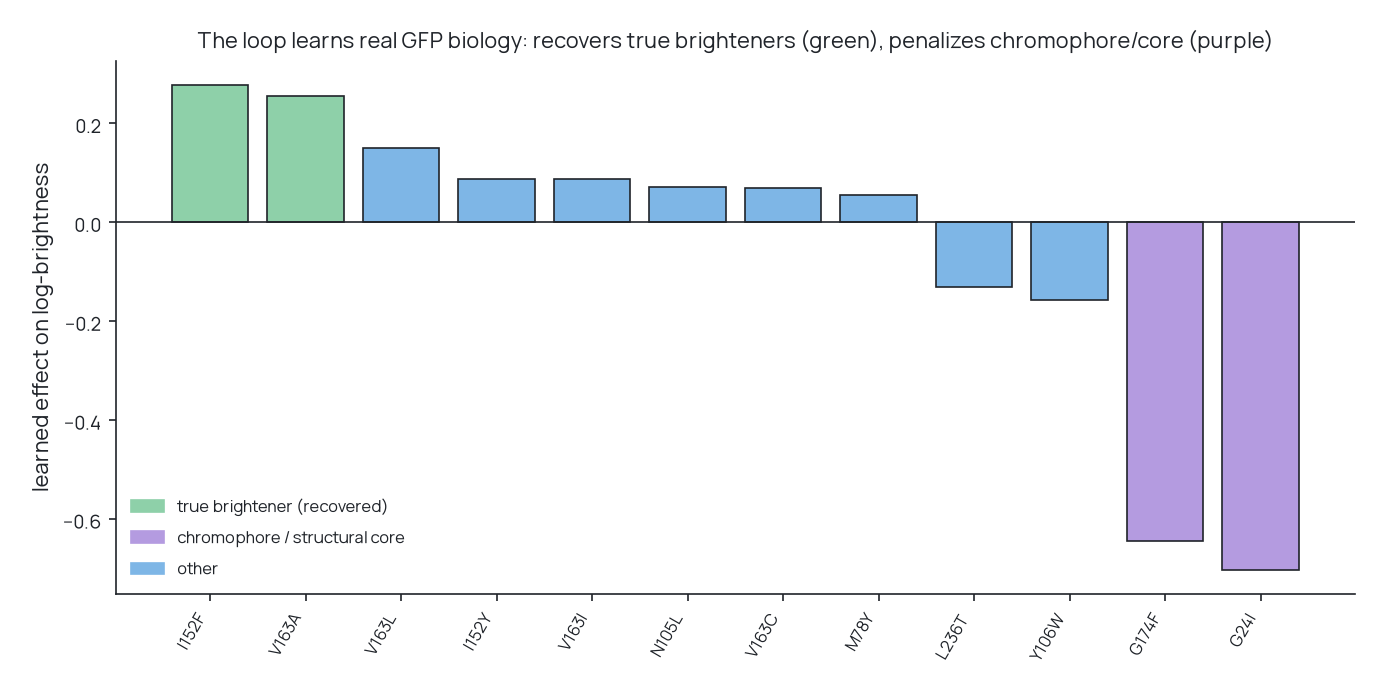 The loop learns real GFP biology: recovers true brighteners (green), penalizes chromophore/core (purple)
learned effect on log-brightness
0.2
0.0
−0.2
−0.4
−0.6
true brightener (recovered)
chromophore / structural core
other
I152F
V163A
V163L
I152Y
V163I
N105L
V163C
M78Y
L236T
Y106W
G174F
G24I